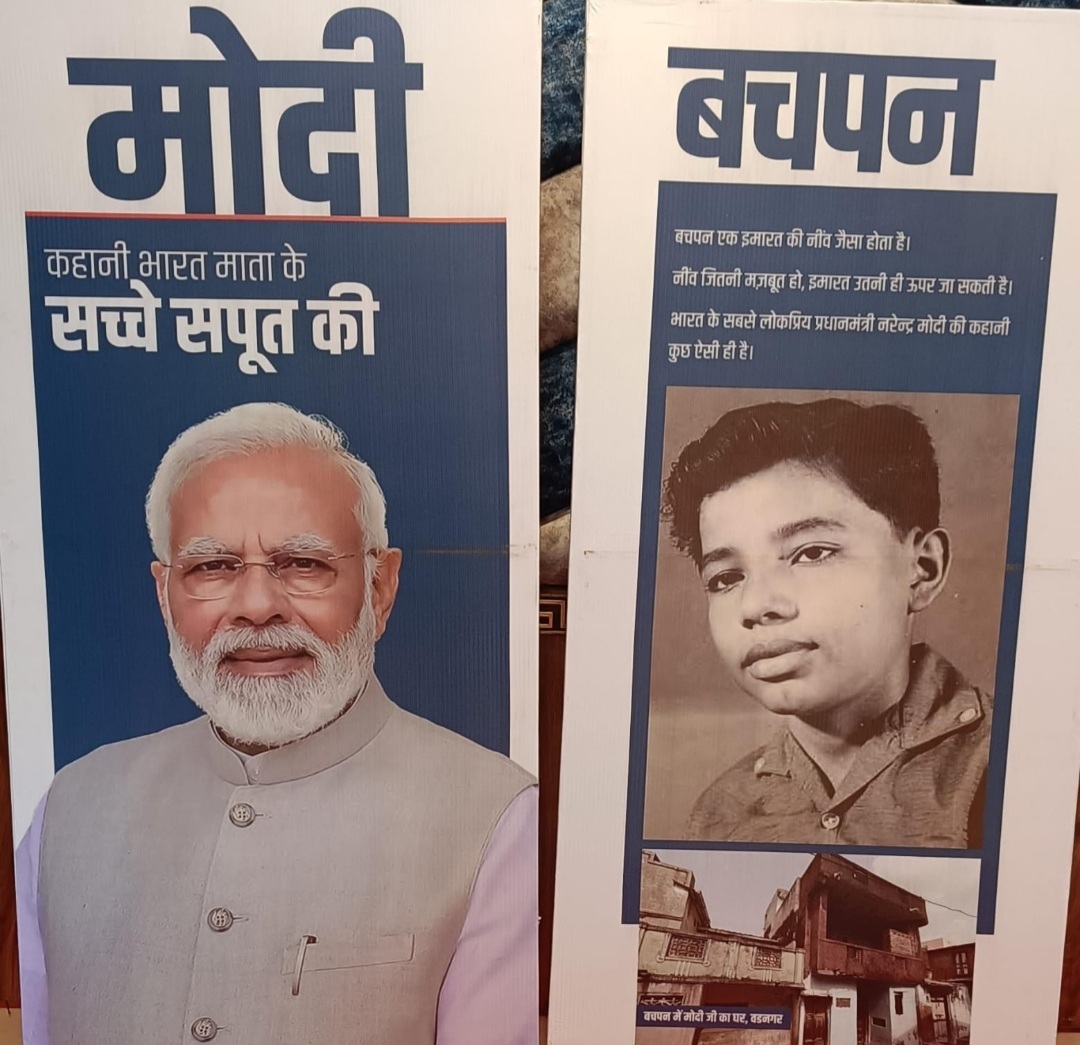 मोदी
कहानी भारत माता के
सच्चे सपूत की
बचपन
बचपन एक इमारत की नींव जैसा होता है।
नींव जितनी मज़बूत हो, इमारत उतनी ही ऊपर जा सकती है।
भारत के सबसे लोकप्रिय प्रधानमंत्री नरेन्द्र मोदी की कहानी
कुछ ऐसी ही है।
बचपन में मोदी जी का घर, वडनगर